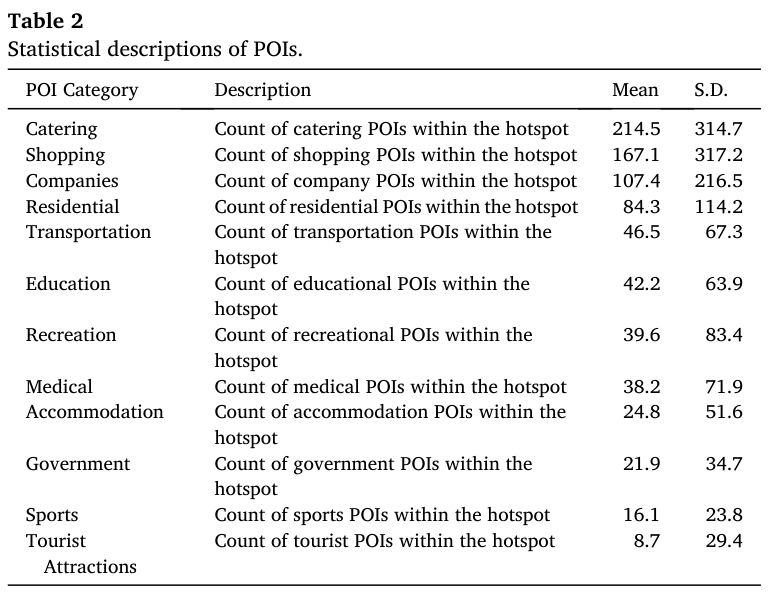 Table 2
Statistical descriptions of POIs.
POI Category Description Mean S.D.
Catering Count of catering POIs within the hotspot 214.5 314.7
Shopping Count of shopping POIs within the hotspot 167.1 317.2
Companies Count of company POIs within the hotspot 107.4 216.5
Residential Count of residential POIs within the hotspot 84.3 114.2
Transportation Count of transportation POIs within the 46.5 67.3
hotspot
Education Count of educational POIs within the 42.2 63.9
hotspot
Recreation Count of recreational POIs within the 39.6 83.4
hotspot
Medical Count of medical POIs within the hotspot 38.2 71.9
Accommodation Count of accommodation POIs within the 24.8 51.6
hotspot
Government Count of government POIs within the 21.9 34.7
hotspot
Sports Count of sports POIs within the hotspot 16.1 23.8
Tourist Count of tourist POIs within the hotspot 8.7 29.4
Attractions